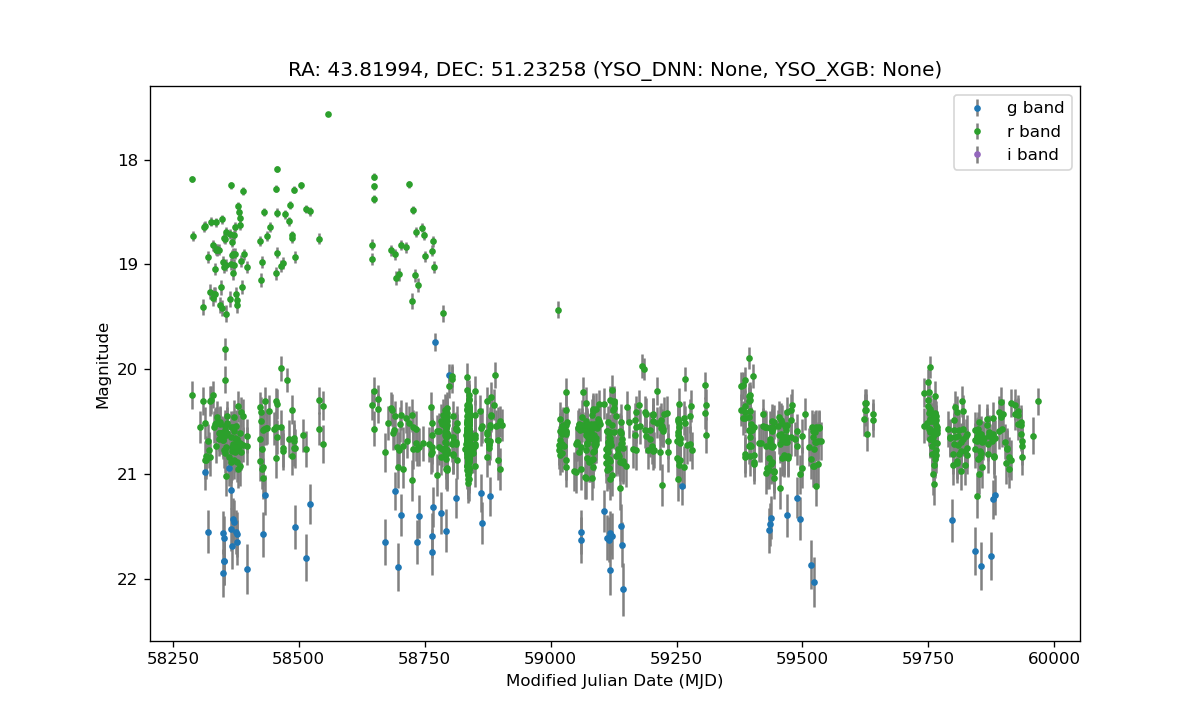 RA: 43.81994, DEC: 51.23258 (YSO_DNN: None, YSO_XGB: None)
g band
r band
i band
18
19
20
21
22
Magnitude
58250 58500 58750 59000 59250 59500 59750 60000
Modified Julian Date (MJD)